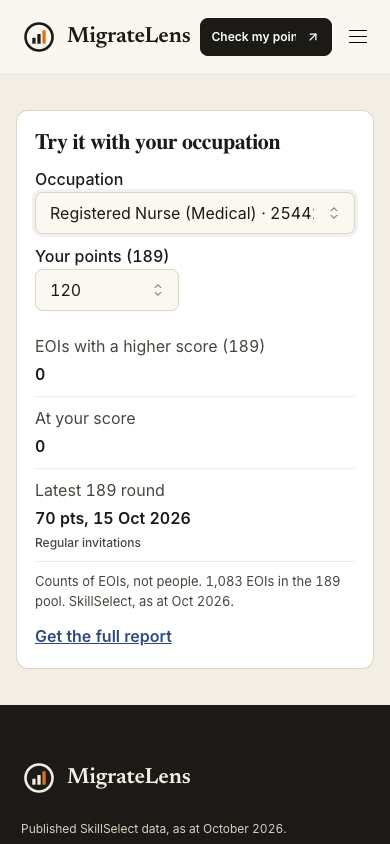 MigrateLens
Check my poin
Try it with your occupation
Occupation
Registered Nurse (Medical) · 2544
Your points (189)
120
EOIs with a higher score (189)
0
At your score
0
Latest 189 round
70 pts, 15 Oct 2026
Regular invitations
Counts of EOIs, not people. 1,083 EOIs in the 189
pool. SkillSelect, as at Oct 2026.
Get the full report
MigrateLens
Published SkillSelect data, as at October 2026.